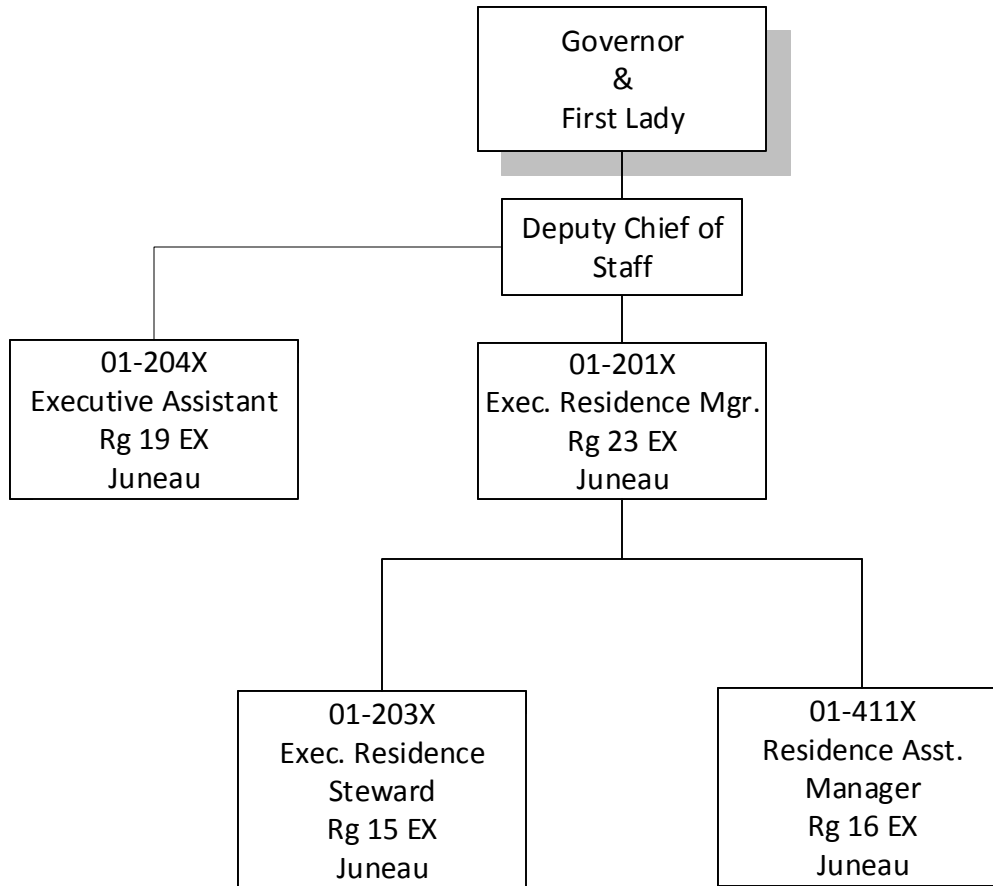 Governor
&
First Lady
Deputy Chief of
Staff
01-204X
Executive Assistant
Rg 19 EX
Juneau
01-201X
Exec. Residence Mgr.
Rg 23 EX
Juneau
01-203X
Exec. Residence
Steward
Rg 15 EX
Juneau
01-411X
Residence Asst.
Manager
Rg 16 EX
Juneau